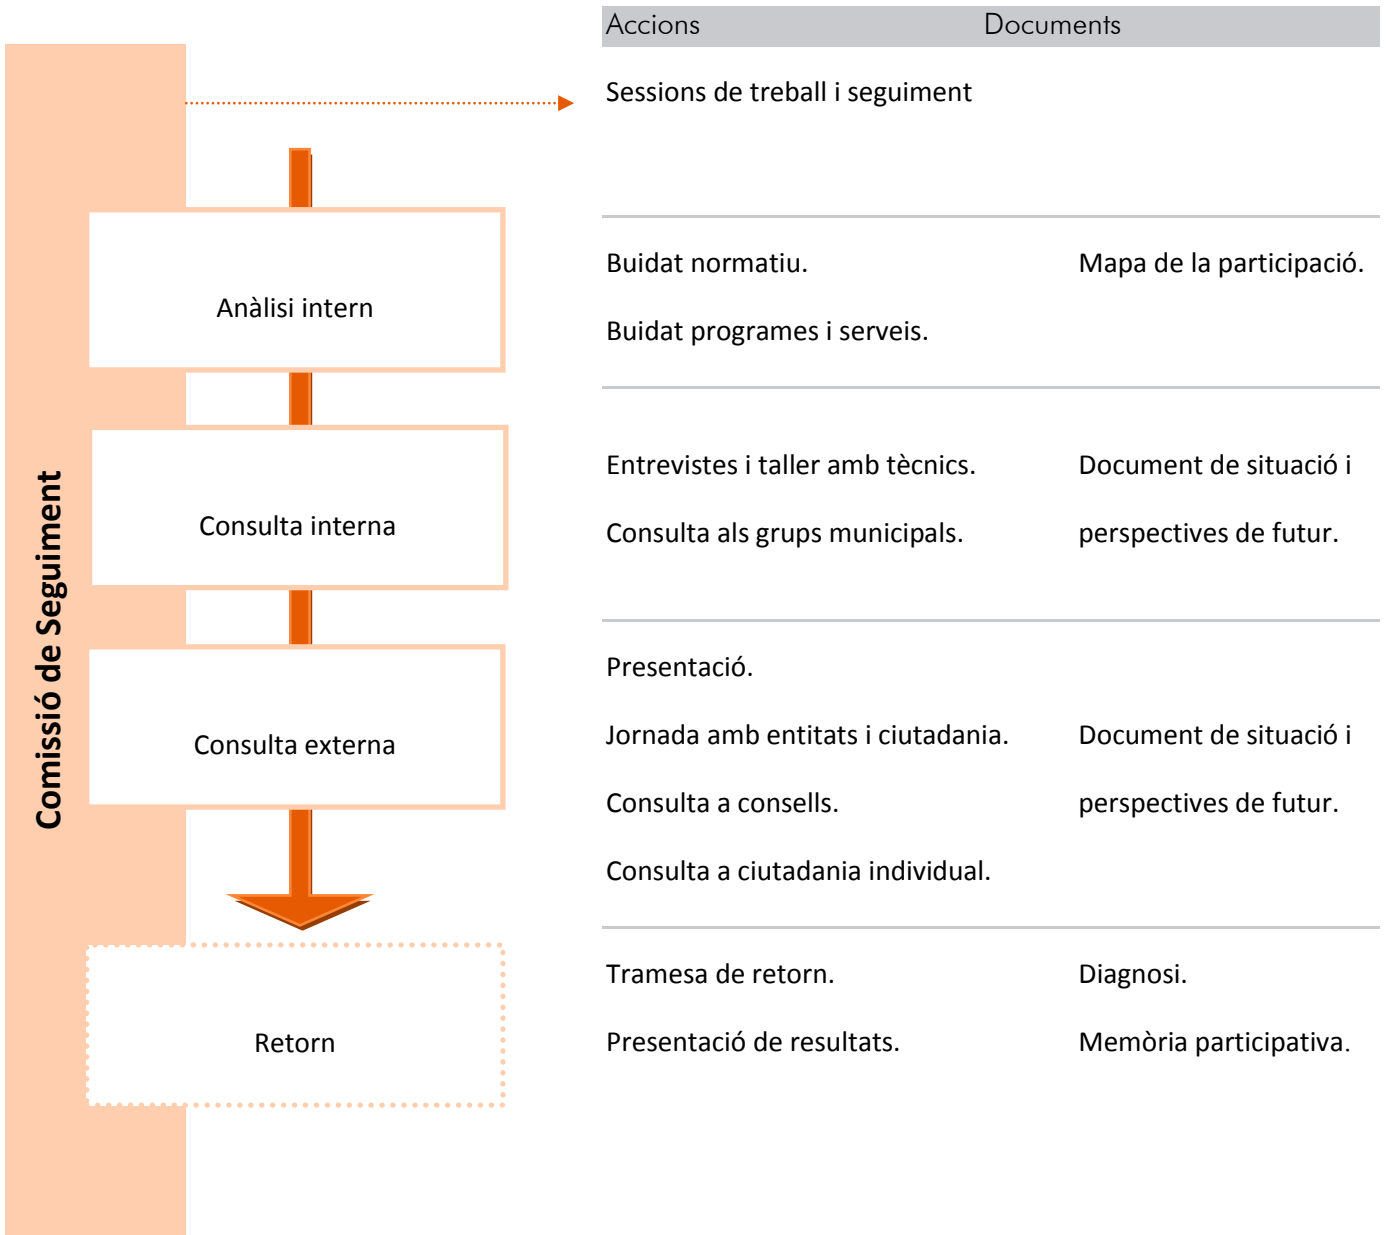 Accions Documents
Comissió de Seguiment
Sessions de treball i seguiment
Anàlisi intern
Buidat normatiu.
Buidat programes i serveis.
Mapa de la participació.
Consulta interna
Entrevistes i taller amb tècnics.
Consulta als grups municipals.
Document de situació i
perspectives de futur.
Consulta externa
Presentació.
Jornada amb entitats i ciutadania.
Consulta a consells.
Consulta a ciutadania individual.
Document de situació i
perspectives de futur.
Retorn
Tramesa de retorn.
Presentació de resultats.
Diagnosi.
Memòria participativa.